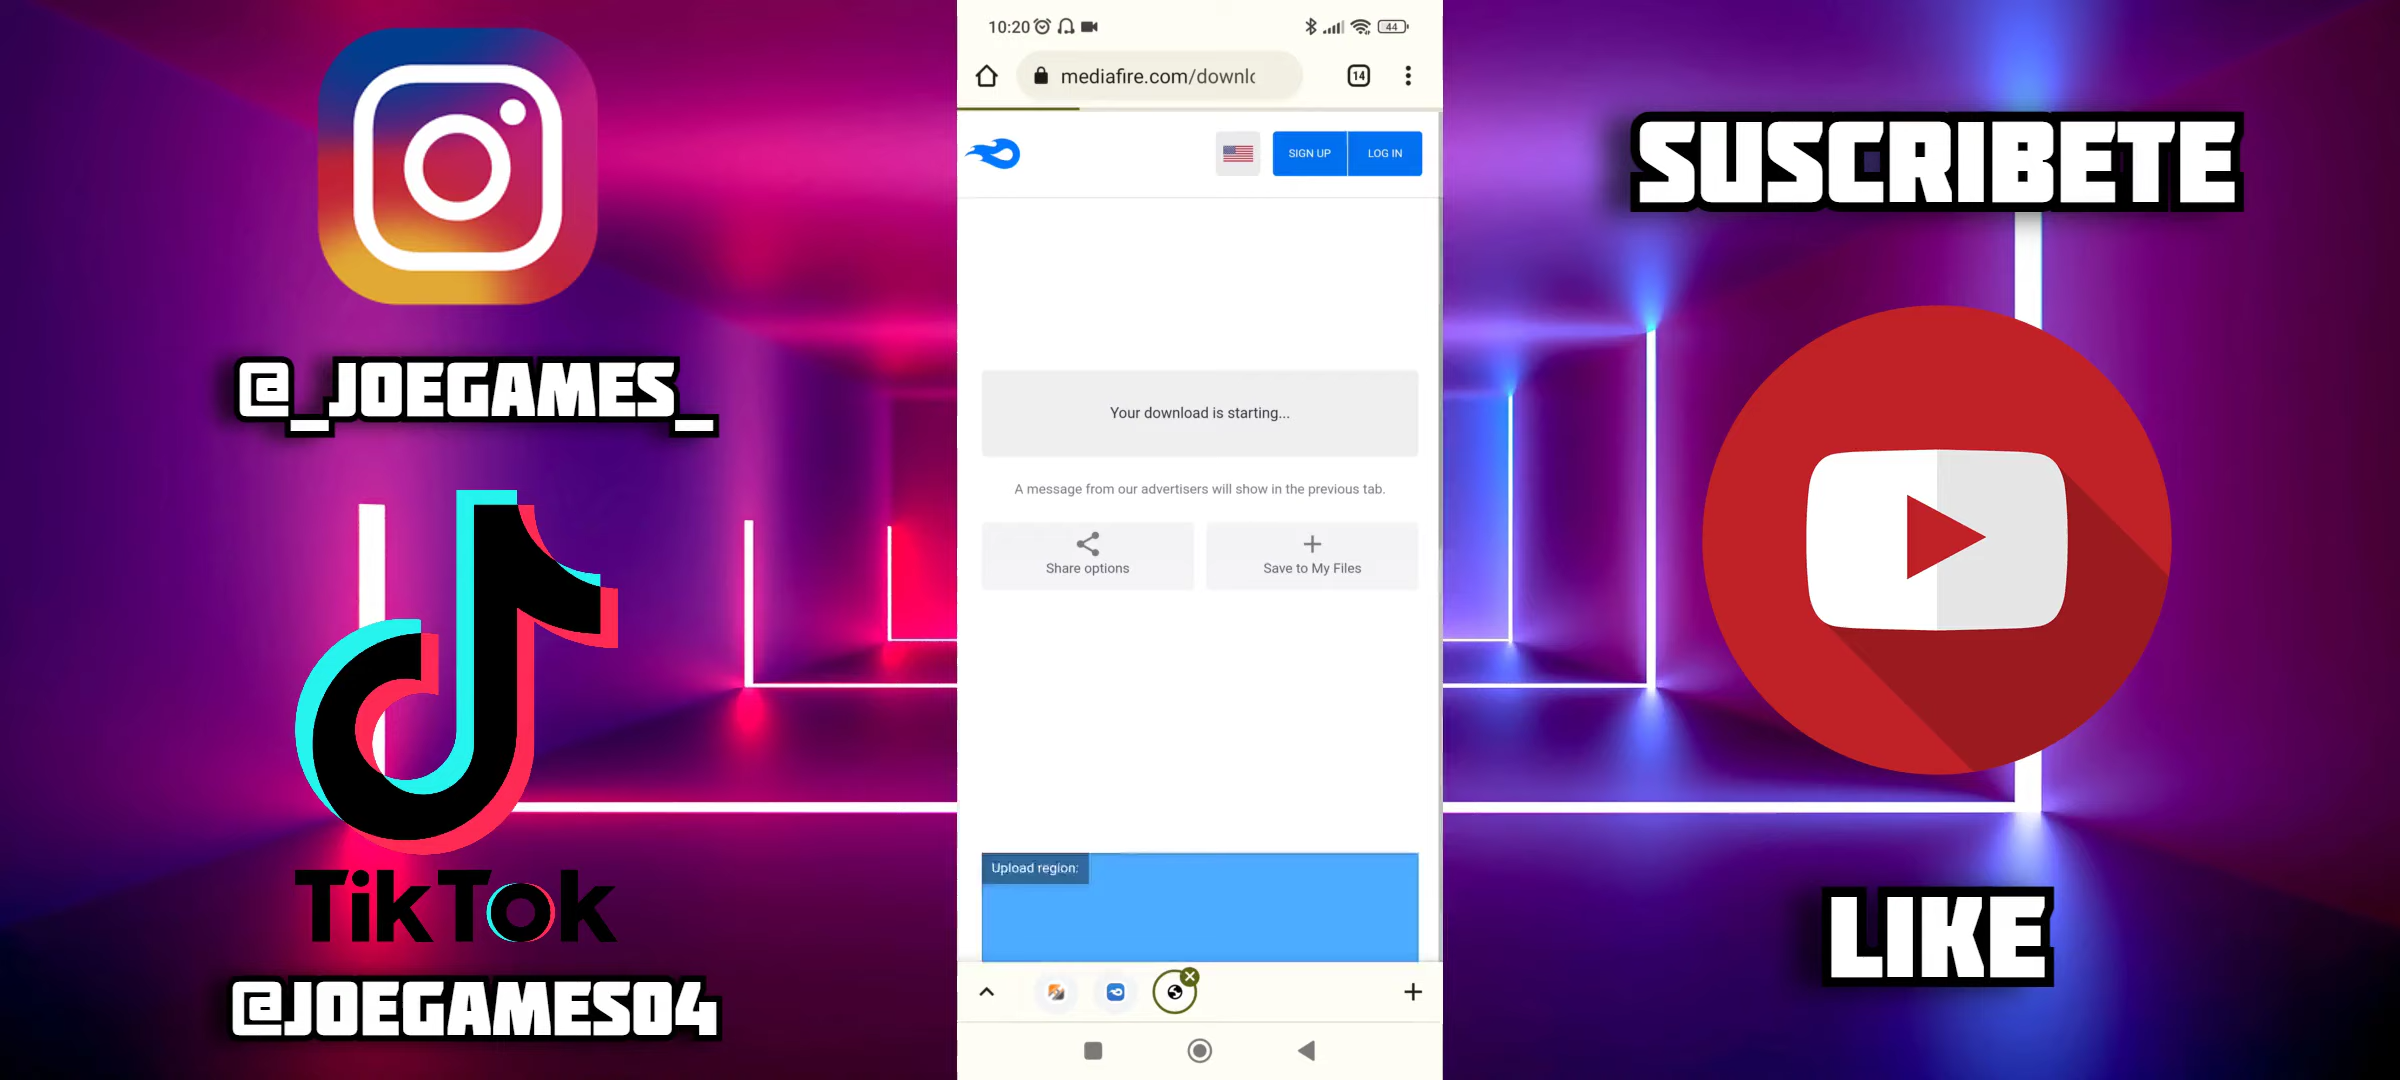 @_JOEGAMES_
TikTok
@JOEGAMES04
10:20
44
mediafire.com/downlo
14
SIGN UP
LOG IN
Your download is starting...
A message from our advertisers will show in the previous tab.
Share options
Save to My Files
Upload region:
SUSCRIBETE
LIKE